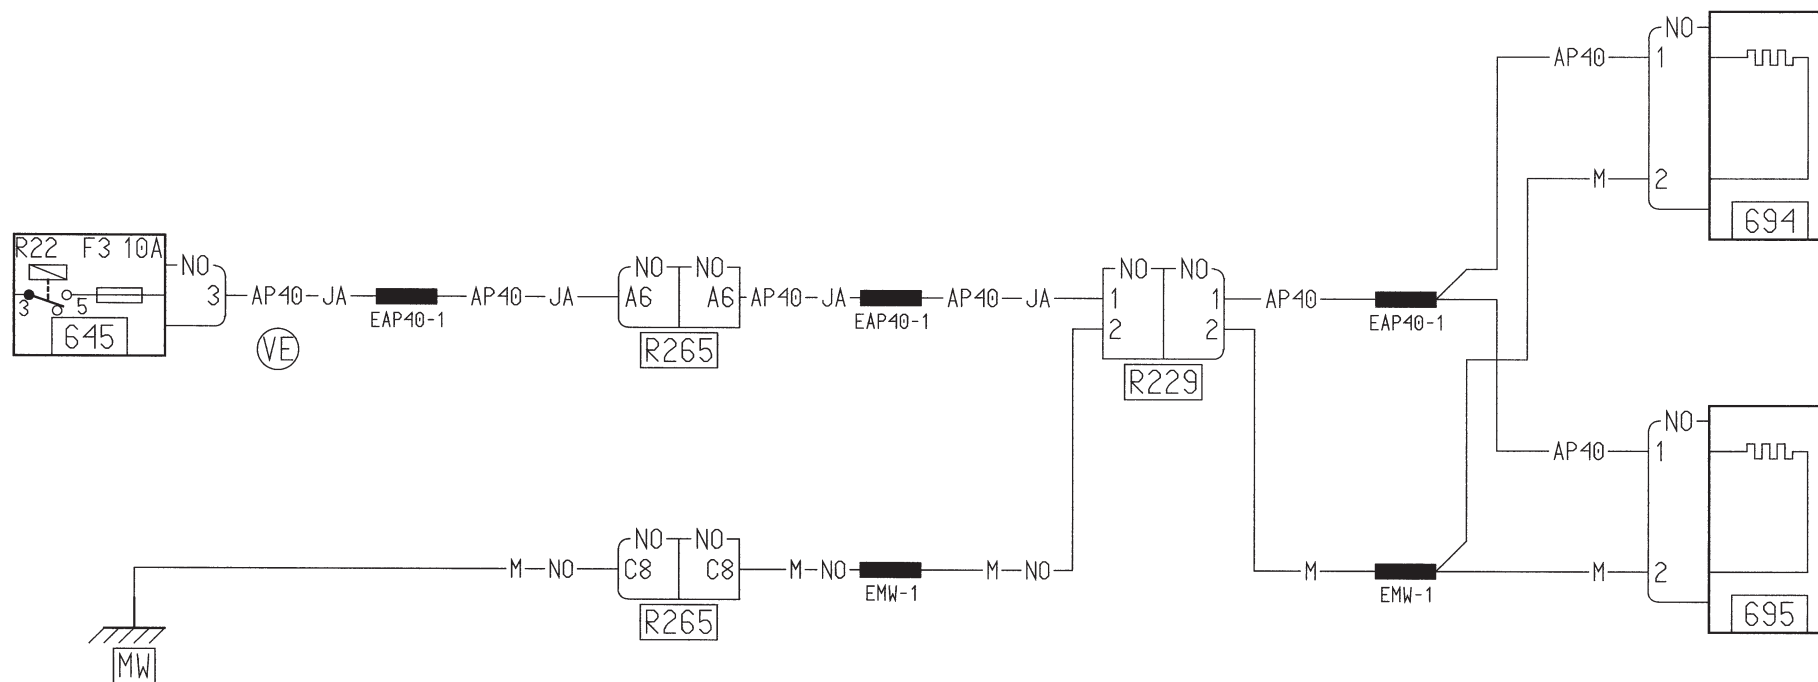 NO
AP40
1
M
2
694
R22 F3 10A
3 5
645
NO
3
AP40 JA
VE
EAP40-1
AP40 JA
NO NO
A6 A6
R265
AP40 JA
EAP40-1
AP40 JA
NO NO
1 1
2 2
R229
AP40
EAP40-1
NO
AP40
1
M
2
695
M NO
NO NO
C8 C8
R265
M NO
EMW-1
M NO
M
EMW-1
MW